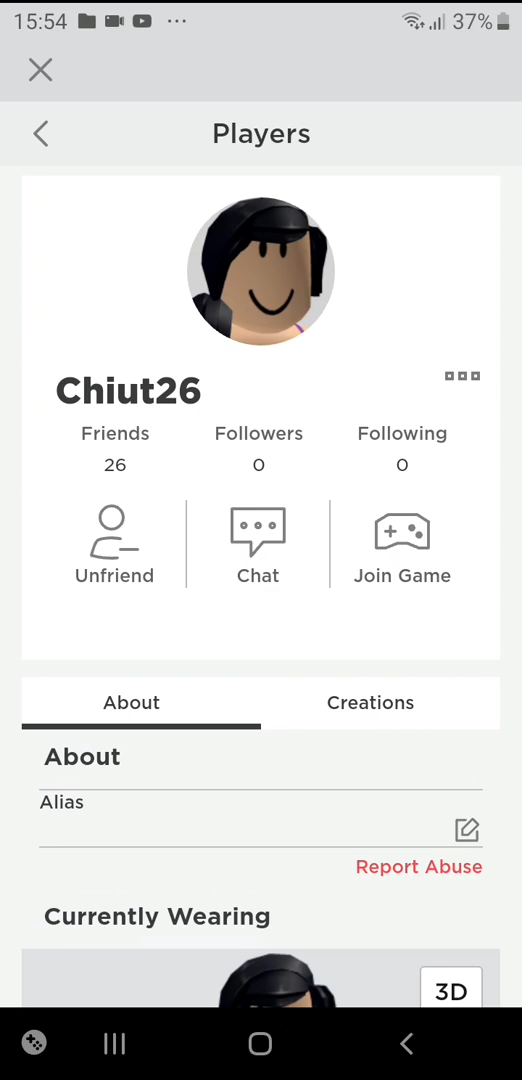 15:54 37%
Players
Chiut26
Friends Followers Following
26 0 0
Unfriend Chat Join Game
About Creations
About
Alias
Report Abuse
Currently Wearing
3D